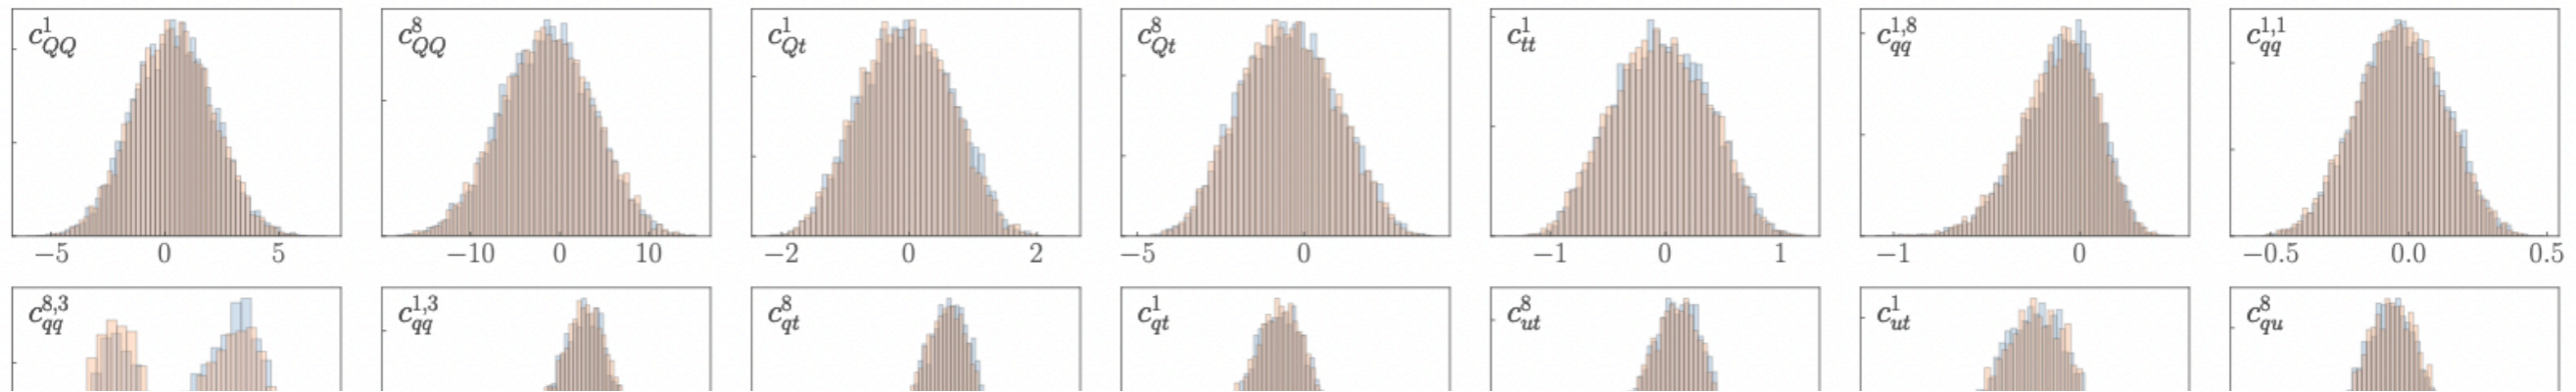 c^1_{QQ} c^8_{QQ} c^1_{Qt} c^8_{Qt} c^1_{tt} c^{1,8}_{qq} c^{1,1}_{qq}
−5 0 5 −10 0 10 −2 0 2 −5 0 −1 0 1 −1 0 −0.5 0.0 0.5
c^{8,3}_{qq} c^{1,3}_{qq} c^8_{qt} c^1_{qt} c^8_{ut} c^1_{ut} c^8_{qu}